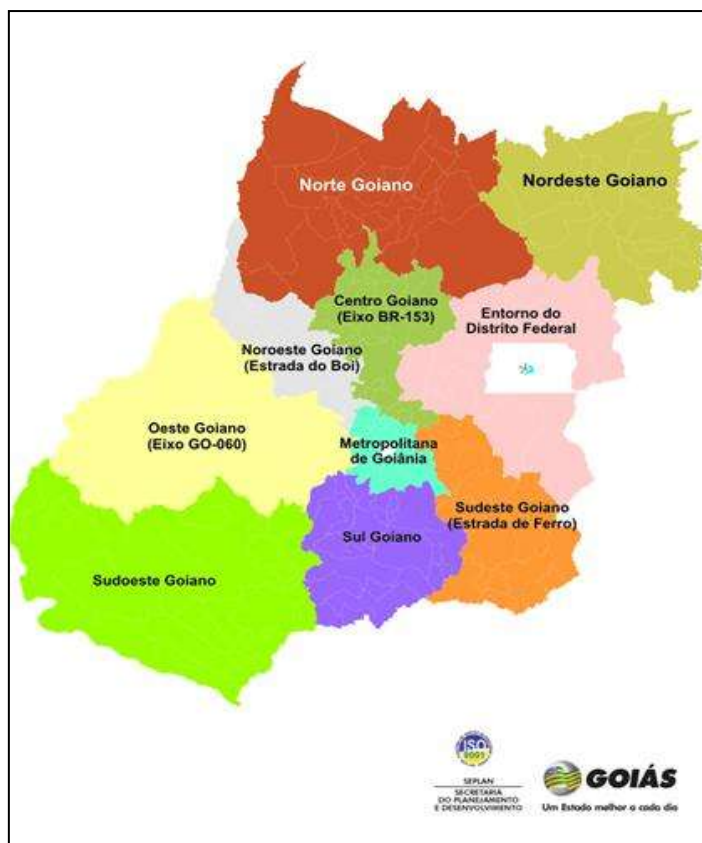 Norte Goiano
Nordeste Goiano
Centro Goiano
(Eixo BR-153)
Entorno do
Distrito Federal
Noroeste Goiano
(Estrada do Boi)
Oeste Goiano
(Eixo GO-060)
Metropolitana
de Goiânia
Sudeste Goiano
(Estrada de Ferro)
Sul Goiano
Sudoeste Goiano
ISO
9001
SEPLAN
SECRETARIA
DO PLANEJAMENTO
E DESENVOLVIMENTO
GOIÁS
Um Estado melhor a cada dia